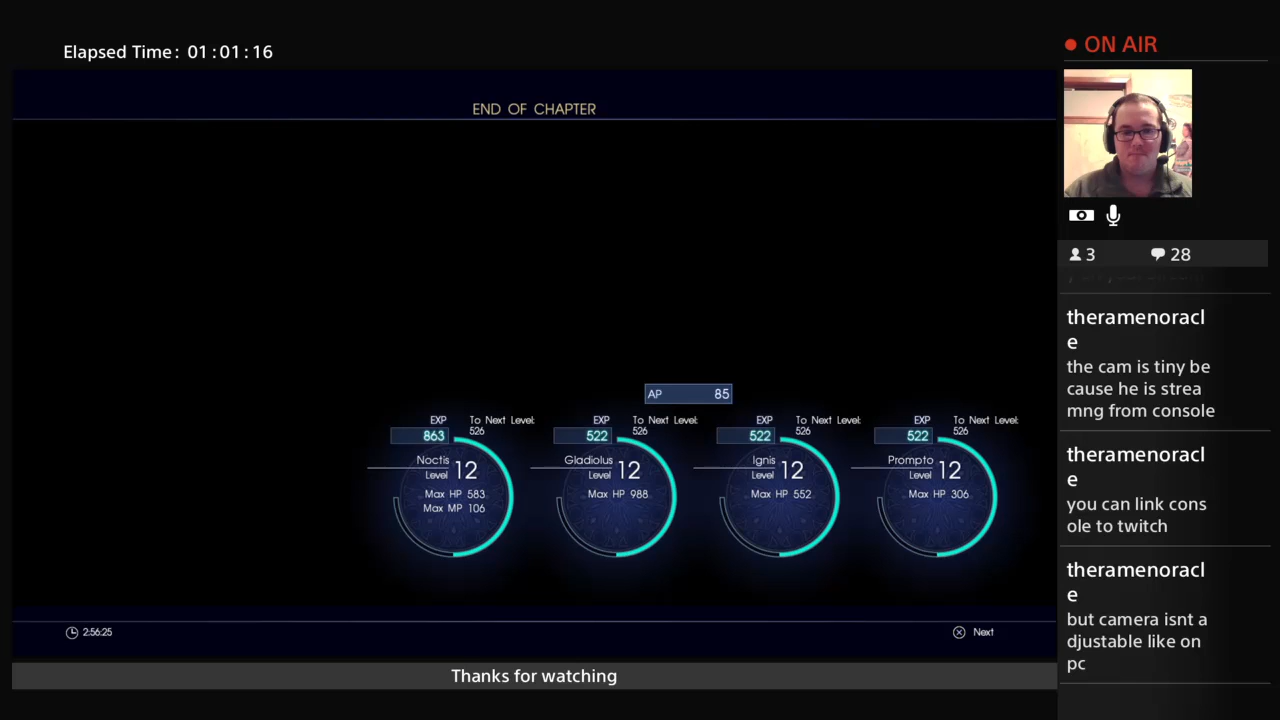 Elapsed Time: 01:01:16
ON AIR
END OF CHAPTER
3
28
theramenoracl
e
the cam is tiny be
cause he is strea
mng from console
theramenoracl
e
you can link cons
ole to twitch
theramenoracl
e
but camera isnt a
djustable like on
pc
AP 85
EXP To Next Level:
863 526
Noctis
Level 12
Max HP 583
Max MP 106
EXP To Next Level:
522 526
Gladiolus
Level 12
Max HP 988
EXP To Next Level:
522 526
Ignis
Level 12
Max HP 552
EXP To Next Level:
522 526
Prompto
Level 12
Max HP 306
2:56:25
Next
Thanks for watching